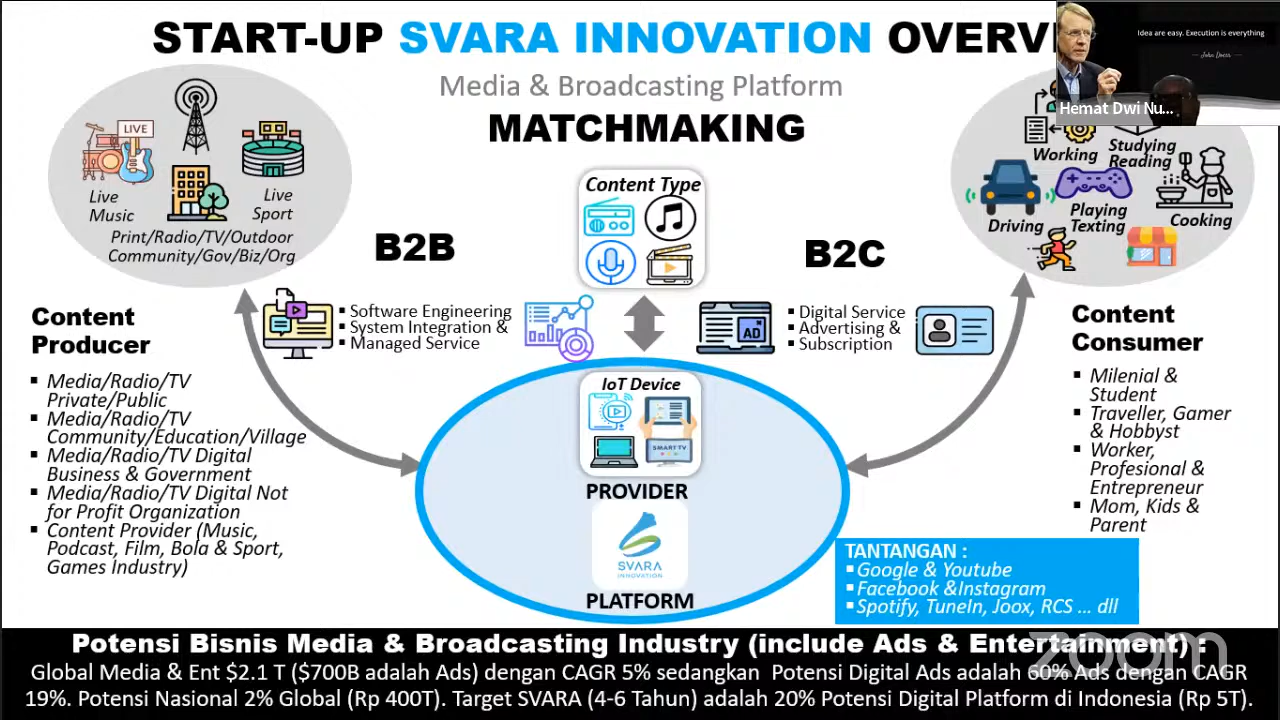 START-UP SVARA INNOVATION OVERV
Media & Broadcasting Platform
MATCHMAKING
Idea are easy. Execution is everything
John Doerr
Hemat Dwi Nu...
LIVE
Live
Music
Live
Sport
Print/Radio/TV/Outdoor
Community/Gov/Biz/Org
Content Type
Working
Studying
Reading
Driving
Playing
Texting
Cooking
B2B
B2C
Content
Producer
▪ Media/Radio/TV
Private/Public
▪ Media/Radio/TV
Community/Education/Village
▪ Media/Radio/TV Digital
Business & Government
▪ Media/Radio/TV Digital Not
for Profit Organization
▪ Content Provider (Music,
Podcast, Film, Bola & Sport,
Games Industry)
▪ Software Engineering
▪ System Integration &
▪ Managed Service
AD
▪ Digital Service
▪ Advertising &
▪ Subscription
Content
Consumer
▪ Milenial &
Student
▪ Traveller, Gamer
& Hobbyst
▪ Worker,
Profesional &
Entrepreneur
▪ Mom, Kids &
Parent
IoT Device
SMART TV
PROVIDER
SVARA
INNOVATION
PLATFORM
TANTANGAN :
▪ Google & Youtube
▪ Facebook &Instagram
▪ Spotify, TuneIn, Joox, RCS ... dll
Potensi Bisnis Media & Broadcasting Industry (include Ads & Entertainment) :
Global Media & Ent $2.1 T ($700B adalah Ads) dengan CAGR 5% sedangkan Potensi Digital Ads adalah 60% Ads dengan CAGR
19%. Potensi Nasional 2% Global (Rp 400T). Target SVARA (4-6 Tahun) adalah 20% Potensi Digital Platform di Indonesia (Rp 5T).
zoom